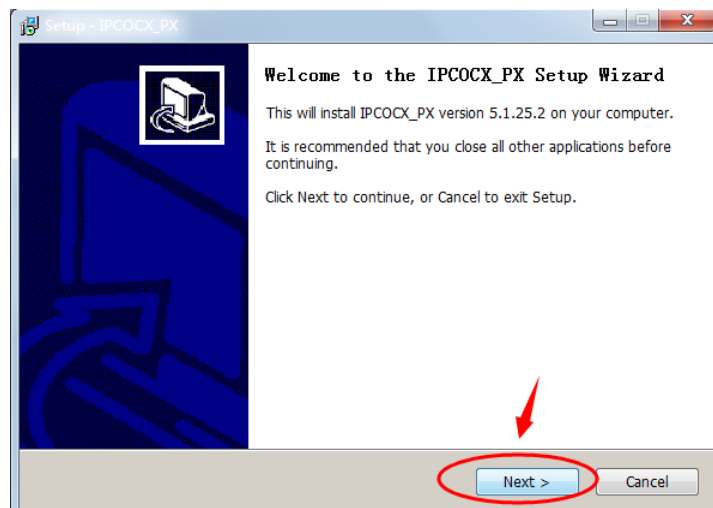 Setup - IPCOCX_PX
Welcome to the IPCOCX_PX Setup Wizard
This will install IPCOCX_PX version 5.1.25.2 on your computer.
It is recommended that you close all other applications before
continuing.
Click Next to continue, or Cancel to exit Setup.
Next >
Cancel